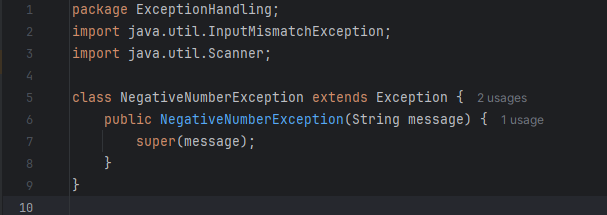 1 package ExceptionHandling;
2 import java.util.InputMismatchException;
3 import java.util.Scanner;
4
5 class NegativeNumberException extends Exception { 2 usages
6     public NegativeNumberException(String message) { 1 usage
7         super(message);
8     }
9 }
10